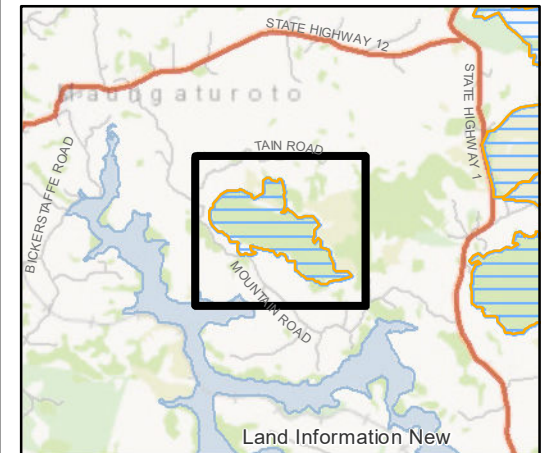 STATE HIGHWAY 12
Maungaturoto
STATE HIGHWAY 1
TAIN ROAD
BICKERSTAFFE ROAD
MOUNTAIN ROAD
Land Information New